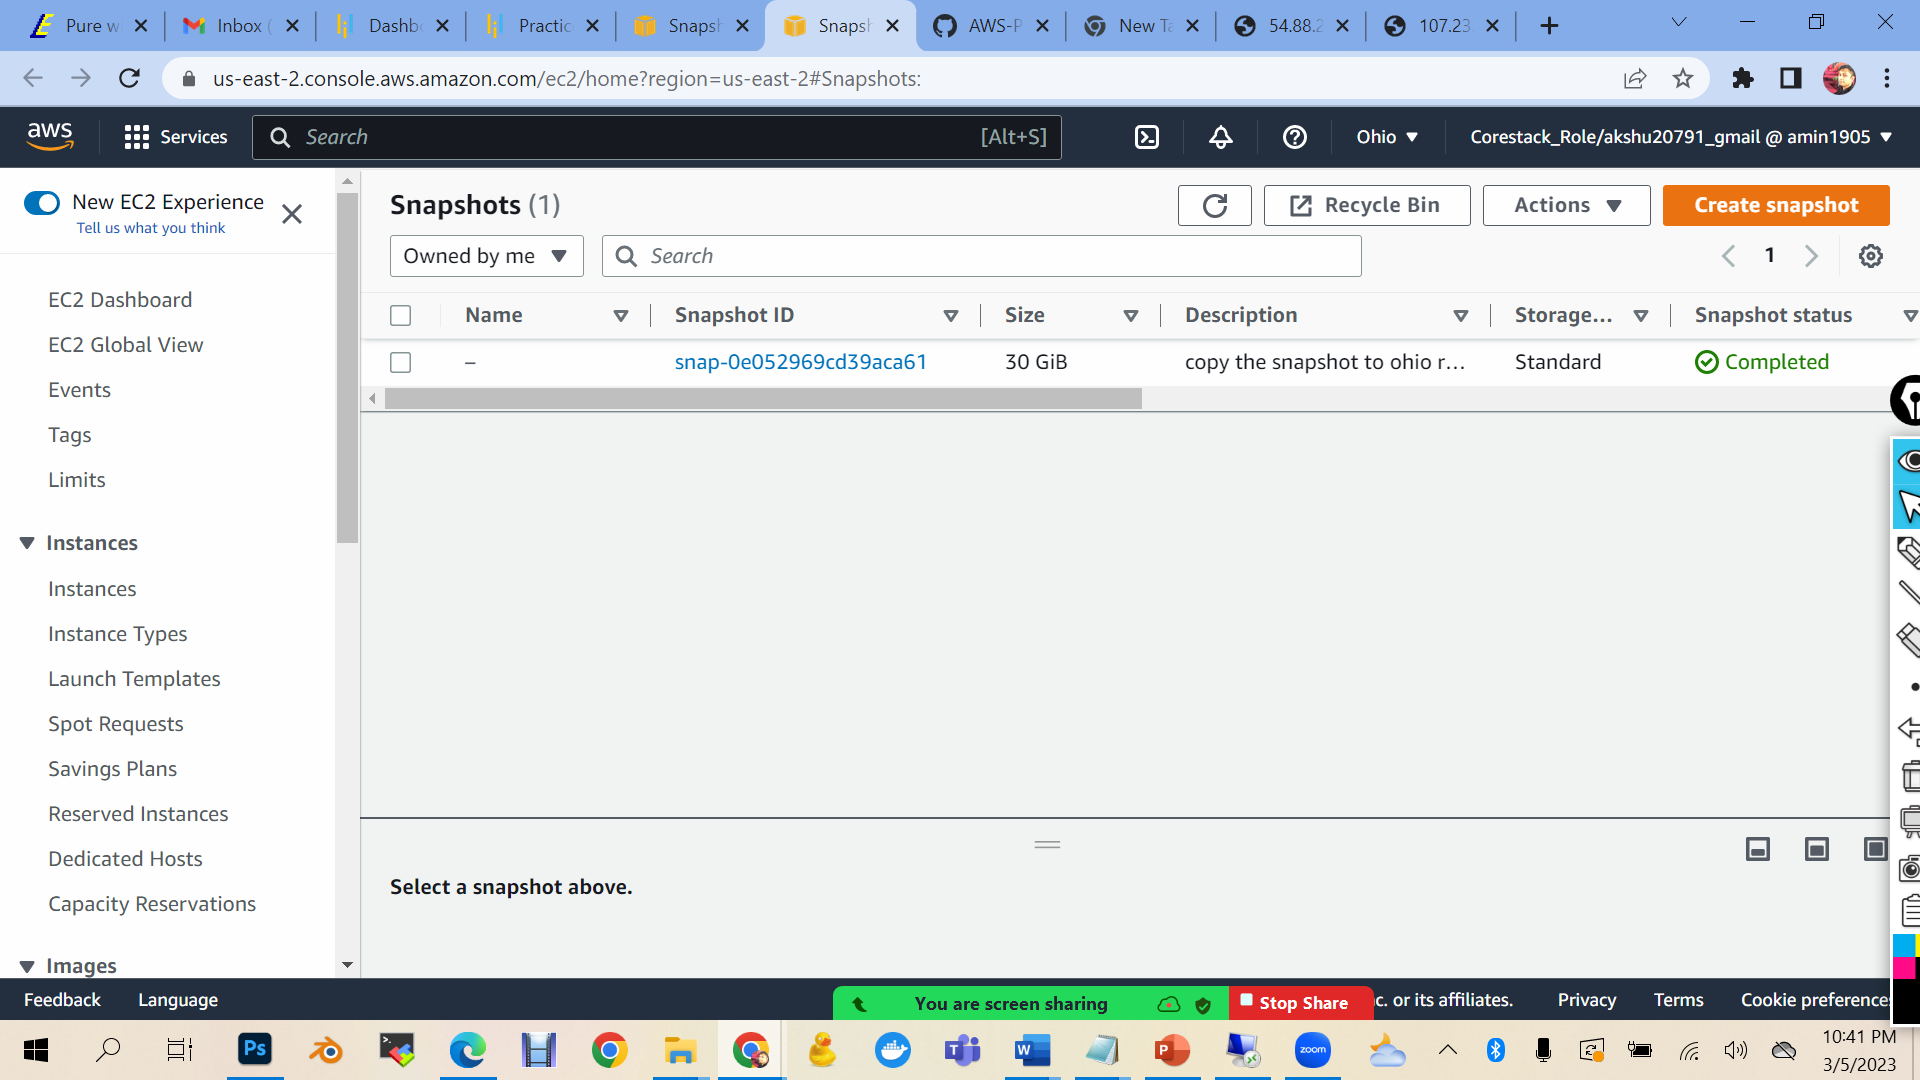 Pure w
Inbox (
Dashb
Practic
Snapsh
Snapsh
AWS-P
New Ta
54.88.2
107.23
us-east-2.console.aws.amazon.com/ec2/home?region=us-east-2#Snapshots:
aws
Services
Search
[Alt+S]
Ohio
Corestack_Role/akshu20791_gmail @ amin1905
New EC2 Experience
Tell us what you think
EC2 Dashboard
EC2 Global View
Events
Tags
Limits
Instances
Instances
Instance Types
Launch Templates
Spot Requests
Savings Plans
Reserved Instances
Dedicated Hosts
Capacity Reservations
Images
Snapshots (1)
Recycle Bin
Actions
Create snapshot
Owned by me
Search
1
Name
Snapshot ID
Size
Description
Storage...
Snapshot status
–
snap-0e052969cd39aca61
30 GiB
copy the snapshot to ohio r...
Standard
Completed
Select a snapshot above.
Feedback
Language
You are screen sharing
Stop Share
c. or its affiliates.
Privacy
Terms
Cookie preferences
Ps
W
P
zoom
10:41 PM
3/5/2023